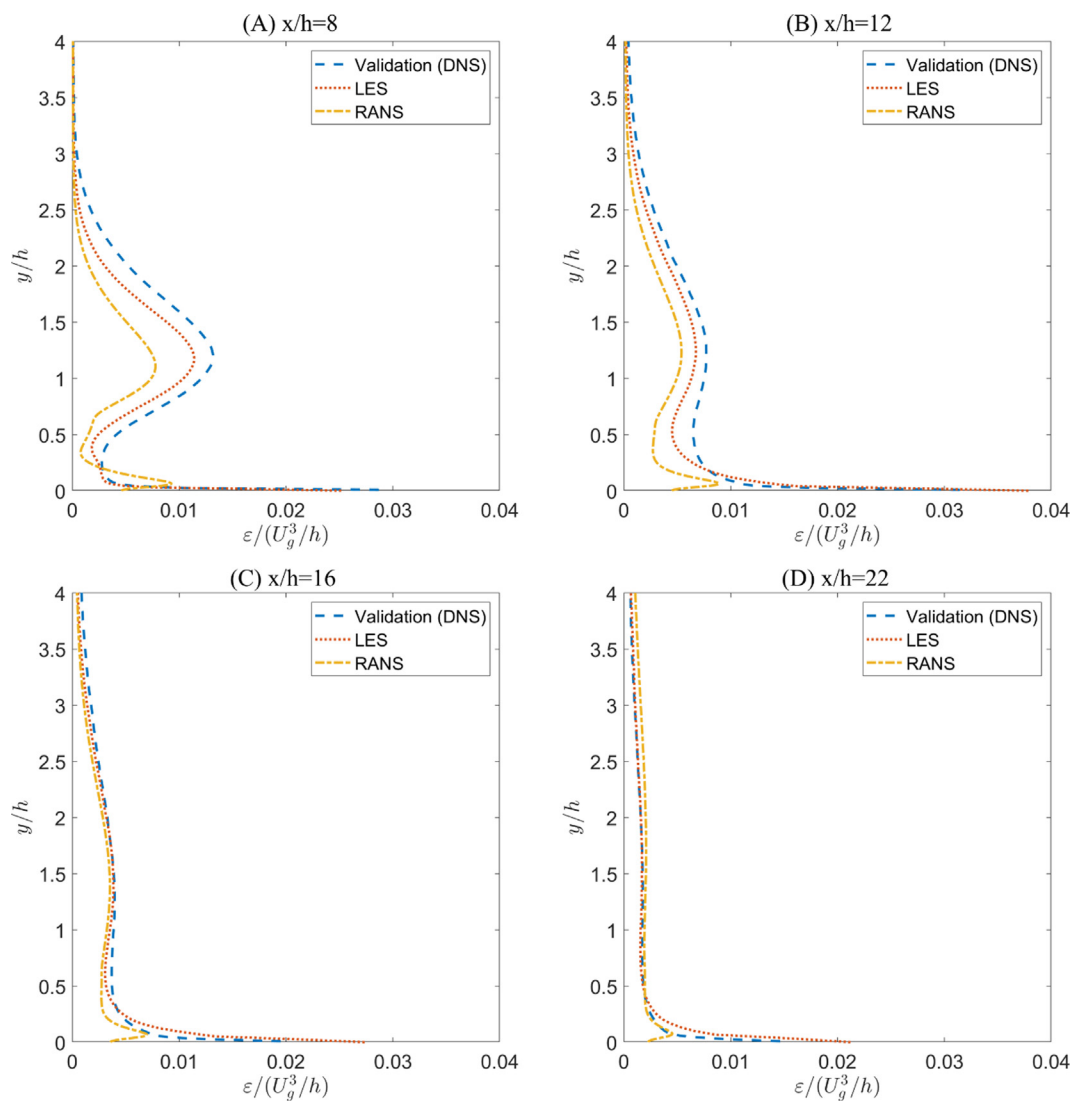 (A) x/h=8
4
3.5
3
2.5
2
1.5
1
0.5
0
y/h
Validation (DNS)
LES
RANS
0 0.01 0.02 0.03 0.04
ε/(U_g^3/h)
(B) x/h=12
4
3.5
3
2.5
2
1.5
1
0.5
0
y/h
Validation (DNS)
LES
RANS
0 0.01 0.02 0.03 0.04
ε/(U_g^3/h)
(C) x/h=16
4
3.5
3
2.5
2
1.5
1
0.5
0
y/h
Validation (DNS)
LES
RANS
0 0.01 0.02 0.03 0.04
ε/(U_g^3/h)
(D) x/h=22
4
3.5
3
2.5
2
1.5
1
0.5
0
y/h
Validation (DNS)
LES
RANS
0 0.01 0.02 0.03 0.04
ε/(U_g^3/h)